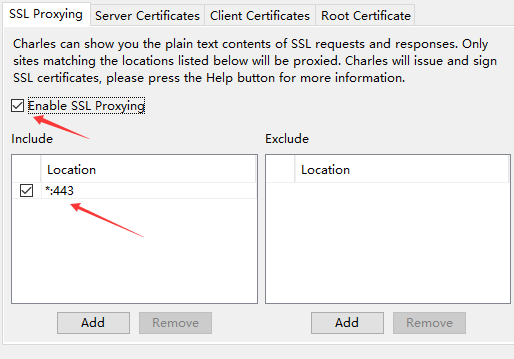 SSL Proxying Server Certificates Client Certificates Root Certificate
Charles can show you the plain text contents of SSL requests and responses. Only
sites matching the locations listed below will be proxied. Charles will issue and sign
SSL certificates, please press the Help button for more information.
Enable SSL Proxying
Include Exclude
Location Location
*:443
Add Remove Add Remove